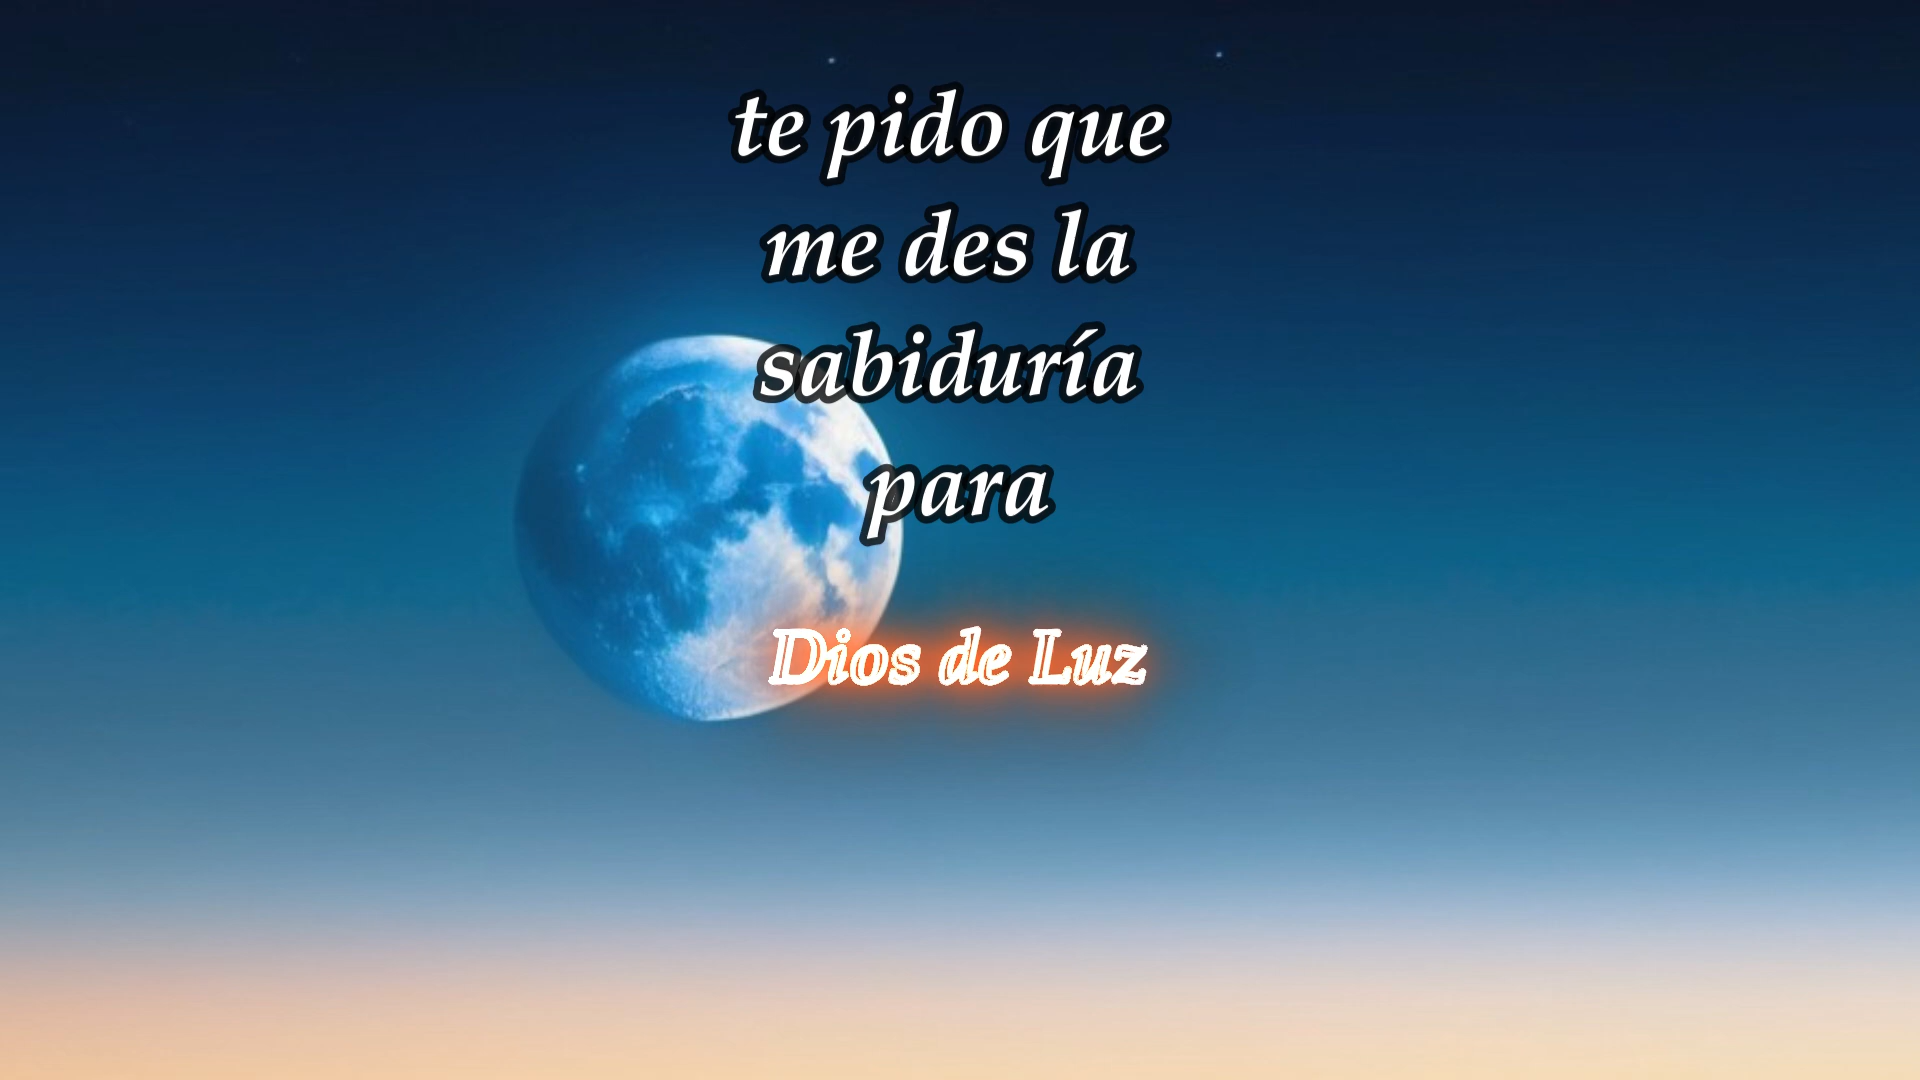 te pido que
me des la
sabiduría
para
Dios de Luz